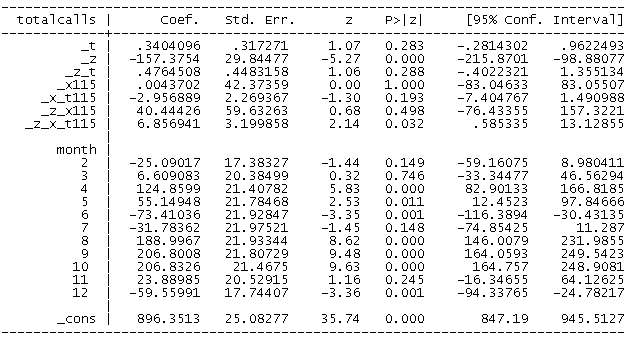 totalcalls | Coef. Std. Err. z P>|z| [95% Conf. Interval]
_t | .3404096 .317271 1.07 0.283 -.2814302 .9622493
_z | -157.3754 29.84477 -5.27 0.000 -215.8701 -98.88077
_z_t | .4764508 .4483158 1.06 0.288 -.4022321 1.355134
_x115 | .0043702 42.37359 0.00 1.000 -83.04633 83.05507
_x_t115 | -2.956889 2.269367 -1.30 0.193 -7.404767 1.490988
_z_x115 | 40.44426 59.63263 0.68 0.498 -76.43355 157.3221
_z_x_t115 | 6.856941 3.199858 2.14 0.032 .585335 13.12855
month |
2 | -25.09017 17.38327 -1.44 0.149 -59.16075 8.980411
3 | 6.609083 20.38499 0.32 0.746 -33.34477 46.56294
4 | 124.8599 21.40782 5.83 0.000 82.90133 166.8185
5 | 55.14948 21.78468 2.53 0.011 12.4523 97.84666
6 | -73.41036 21.92847 -3.35 0.001 -116.3894 -30.43135
7 | -31.78362 21.97521 -1.45 0.148 -74.85425 11.287
8 | 188.9967 21.93344 8.62 0.000 146.0079 231.9855
9 | 206.8008 21.80729 9.48 0.000 164.0593 249.5423
10 | 206.8326 21.4675 9.63 0.000 164.757 248.9081
11 | 23.88985 20.52915 1.16 0.245 -16.34655 64.12625
12 | -59.55991 17.74407 -3.36 0.001 -94.33765 -24.78217
_cons | 896.3513 25.08277 35.74 0.000 847.19 945.5127